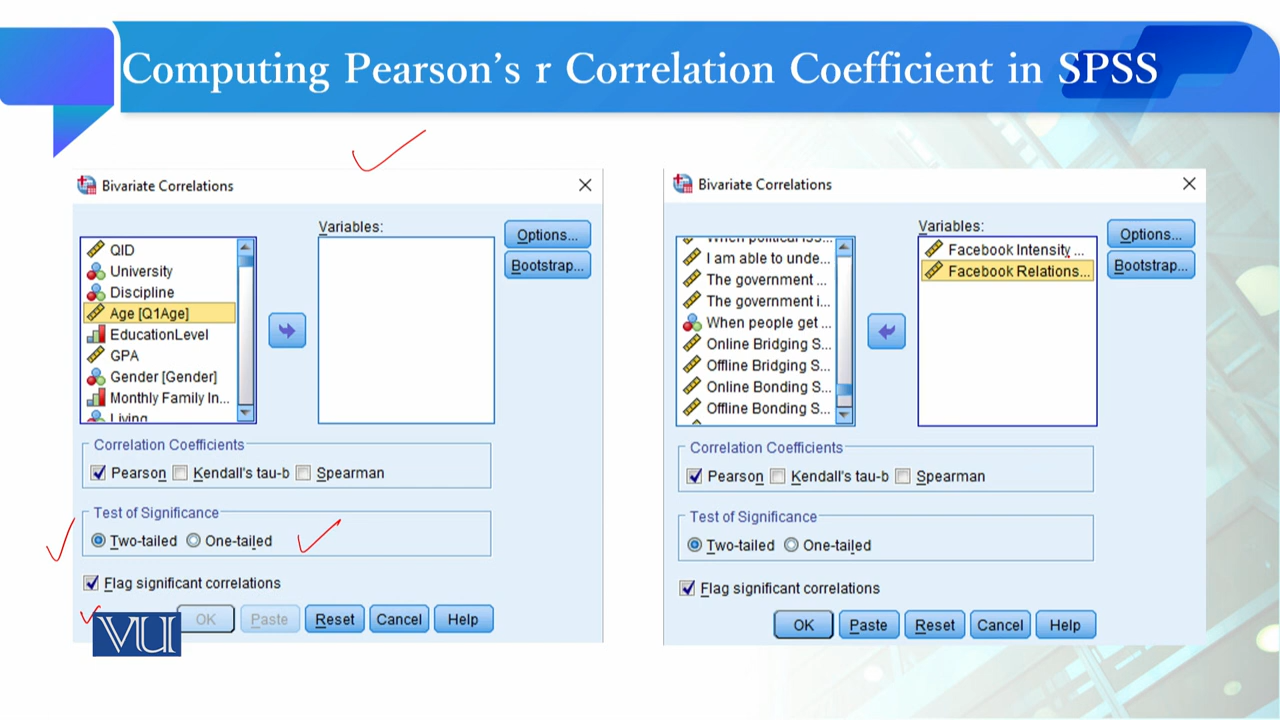 Computing Pearson's r Correlation Coefficient in SPSS
Bivariate Correlations
Variables:
QID
University
Discipline
Age [Q1Age]
EducationLevel
GPA
Gender [Gender]
Monthly Family In...
Living
Options...
Bootstrap...
Correlation Coefficients
Pearson Kendall's tau-b Spearman
Test of Significance
Two-tailed One-tailed
Flag significant correlations
OK Paste Reset Cancel Help
VU
Bivariate Correlations
Variables:
When political iss...
I am able to unde...
The government ...
The government i...
When people get ...
Online Bridging S...
Offline Bridging S...
Online Bonding S...
Offline Bonding S...
Facebook Intensity ...
Facebook Relations...
Options...
Bootstrap...
Correlation Coefficients
Pearson Kendall's tau-b Spearman
Test of Significance
Two-tailed One-tailed
Flag significant correlations
OK Paste Reset Cancel Help